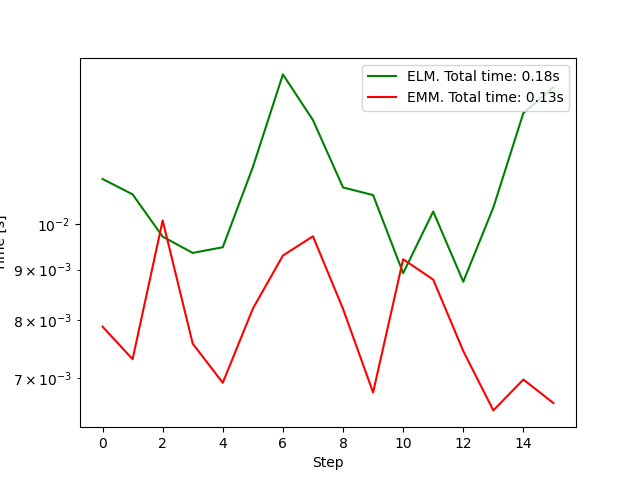 ELM. Total time: 0.18s
EMM. Total time: 0.13s
Time [s]
10⁻²
9 × 10⁻³
8 × 10⁻³
7 × 10⁻³
0 2 4 6 8 10 12 14
Step